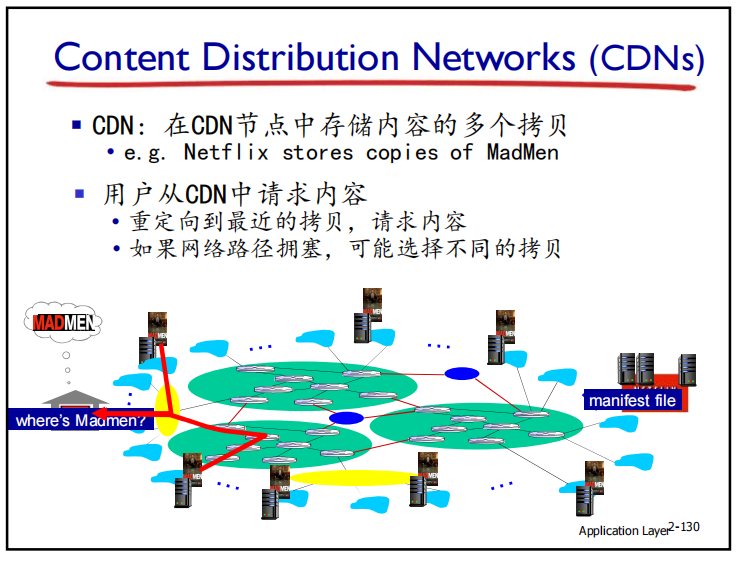 Content Distribution Networks (CDNs)
▪ CDN: 在CDN节点中存储内容的多个拷贝
• e.g. Netflix stores copies of MadMen
▪ 用户从CDN中请求内容
• 重定向到最近的拷贝，请求内容
• 如果网络路径拥塞，可能选择不同的拷贝
MADMEN
...
...
manifest file
where's Madmen?
...
...
Application Layer 2-130